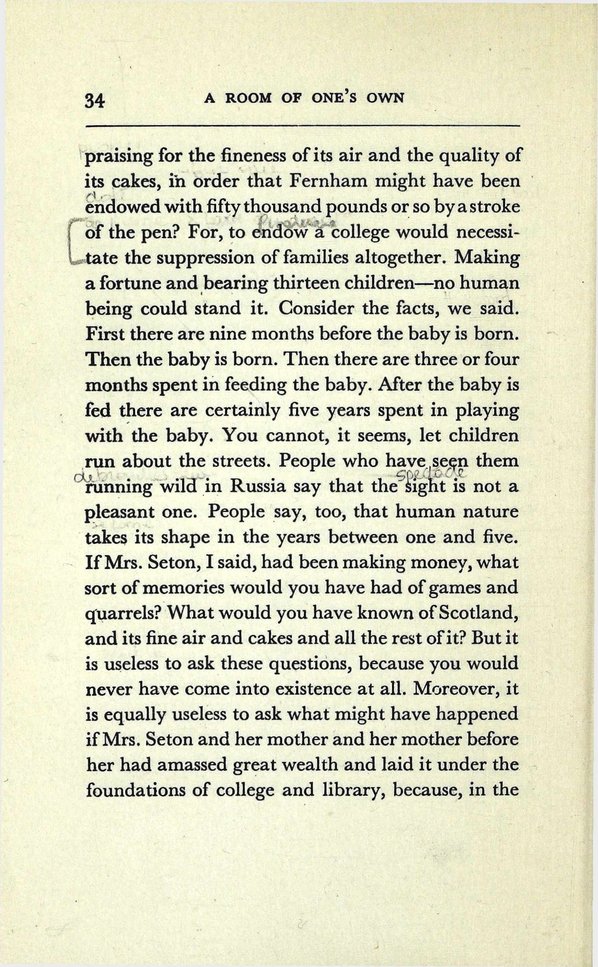 34 A ROOM OF ONE'S OWN
praising for the fineness of its air and the quality of
its cakes, in order that Fernham might have been
endowed with fifty thousand pounds or so by a stroke
of the pen? For, to endow a college would necessi-
tate the suppression of families altogether. Making
a fortune and bearing thirteen children—no human
being could stand it. Consider the facts, we said.
First there are nine months before the baby is born.
Then the baby is born. Then there are three or four
months spent in feeding the baby. After the baby is
fed there are certainly five years spent in playing
with the baby. You cannot, it seems, let children
run about the streets. People who have seen them
running wild in Russia say that the sight is not a
pleasant one. People say, too, that human nature
takes its shape in the years between one and five.
If Mrs. Seton, I said, had been making money, what
sort of memories would you have had of games and
quarrels? What would you have known of Scotland,
and its fine air and cakes and all the rest of it? But it
is useless to ask these questions, because you would
never have come into existence at all. Moreover, it
is equally useless to ask what might have happened
if Mrs. Seton and her mother and her mother before
her had amassed great wealth and laid it under the
foundations of college and library, because, in the